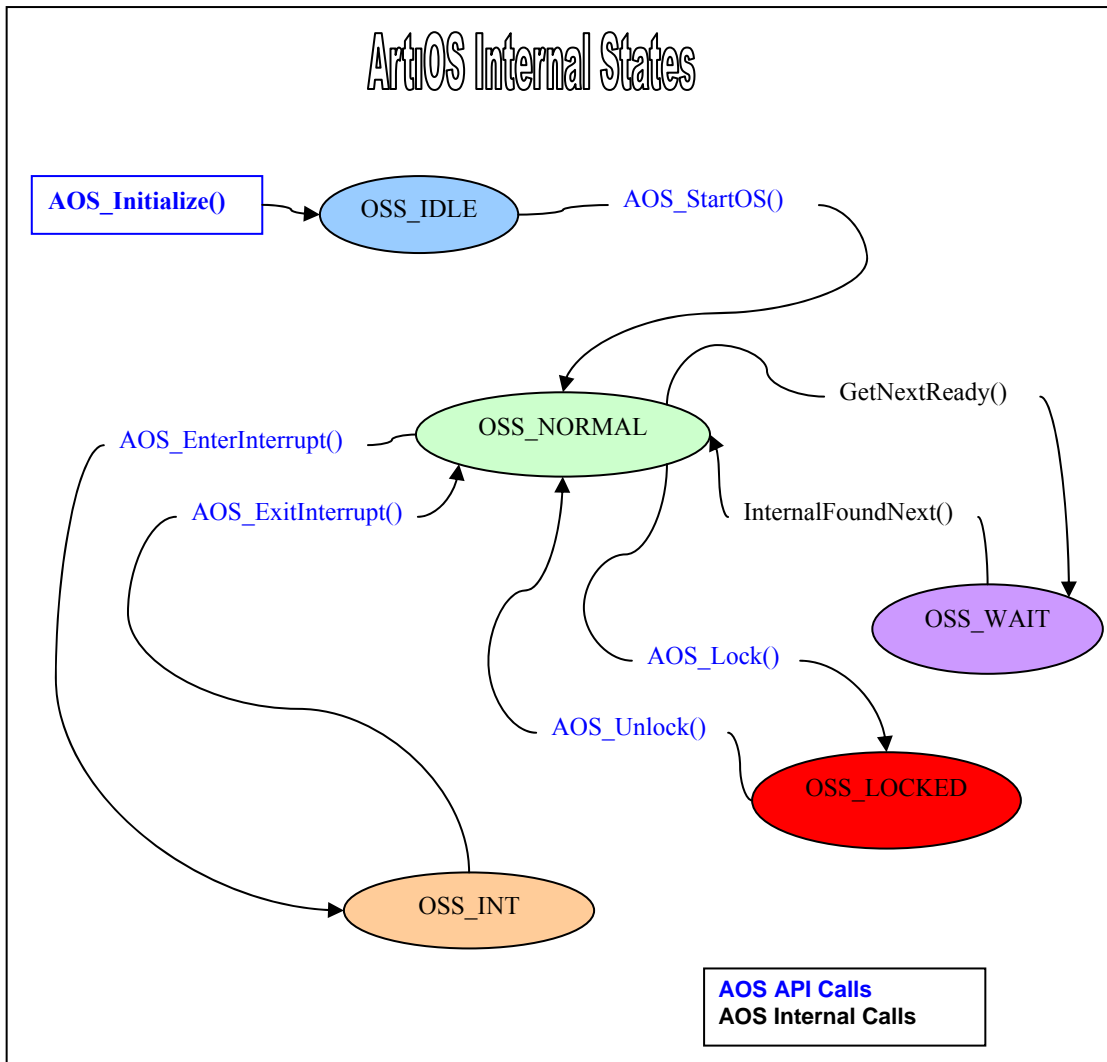 ArtiOS Internal States
AOS_Initialize()
OSS_IDLE
AOS_StartOS()
GetNextReady()
OSS_NORMAL
AOS_EnterInterrupt()
AOS_ExitInterrupt()
InternalFoundNext()
OSS_WAIT
AOS_Lock()
AOS_Unlock()
OSS_LOCKED
OSS_INT
AOS API Calls
AOS Internal Calls